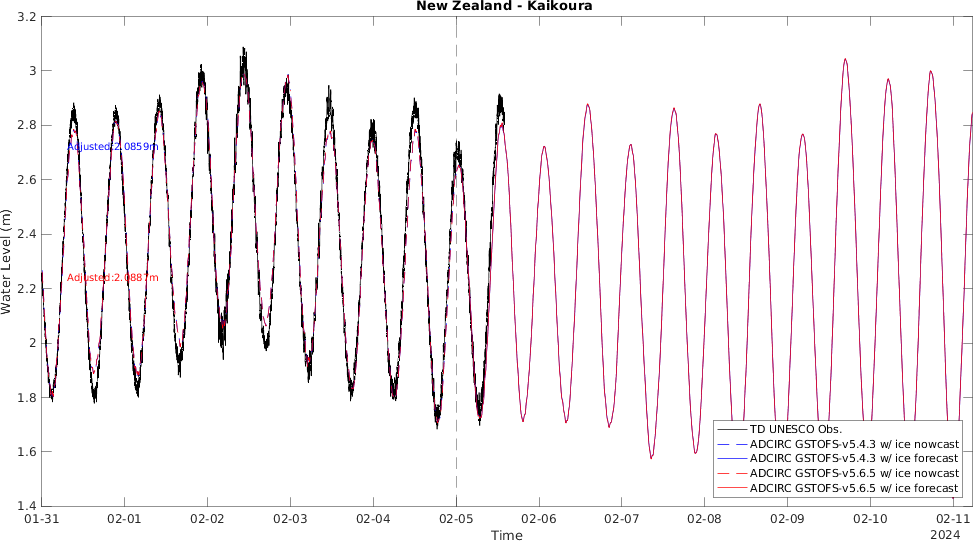 New Zealand - Kaikoura
3.2
3
2.8
2.6
2.4
2.2
2
1.8
1.6
1.4
Water Level (m)
Adjusted:2.0859m
Adjusted:2.0887m
TD UNESCO Obs.
ADCIRC GSTOFS-v5.4.3 w/ ice nowcast
ADCIRC GSTOFS-v5.4.3 w/ ice forecast
ADCIRC GSTOFS-v5.6.5 w/ ice nowcast
ADCIRC GSTOFS-v5.6.5 w/ ice forecast
01-31 02-01 02-02 02-03 02-04 02-05 02-06 02-07 02-08 02-09 02-10 02-11
Time 2024